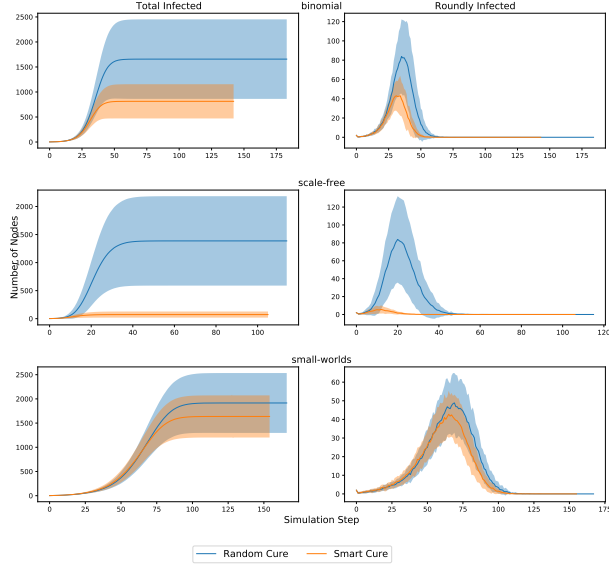 Total Infected
binomial
Roundly Infected
2500
2000
1500
1000
500
0
0 25 50 75 100 125 150 175
120
100
80
60
40
20
0
0 25 50 75 100 125 150 175
scale-free
Number of Nodes
2000
1500
1000
500
0
0 20 40 60 80 100
120
100
80
60
40
20
0
0 20 40 60 80 100 120
small-worlds
2500
2000
1500
1000
500
0
0 25 50 75 100 125 150
60
50
40
30
20
10
0
0 25 50 75 100 125 150 175
Simulation Step
Random Cure Smart Cure